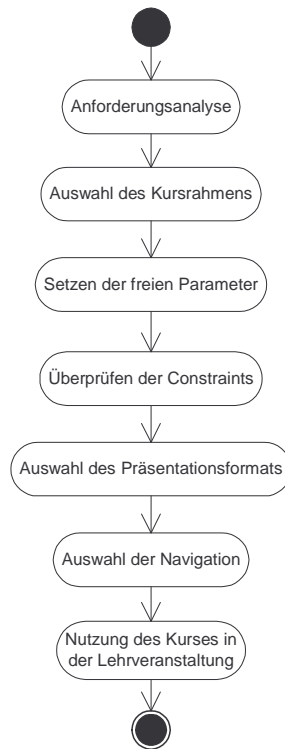 Anforderungsanalyse
Auswahl des Kursrahmens
Setzen der freien Parameter
Überprüfen der Constraints
Auswahl des Präsentationsformats
Auswahl der Navigation
Nutzung des Kurses in
der Lehrveranstaltung